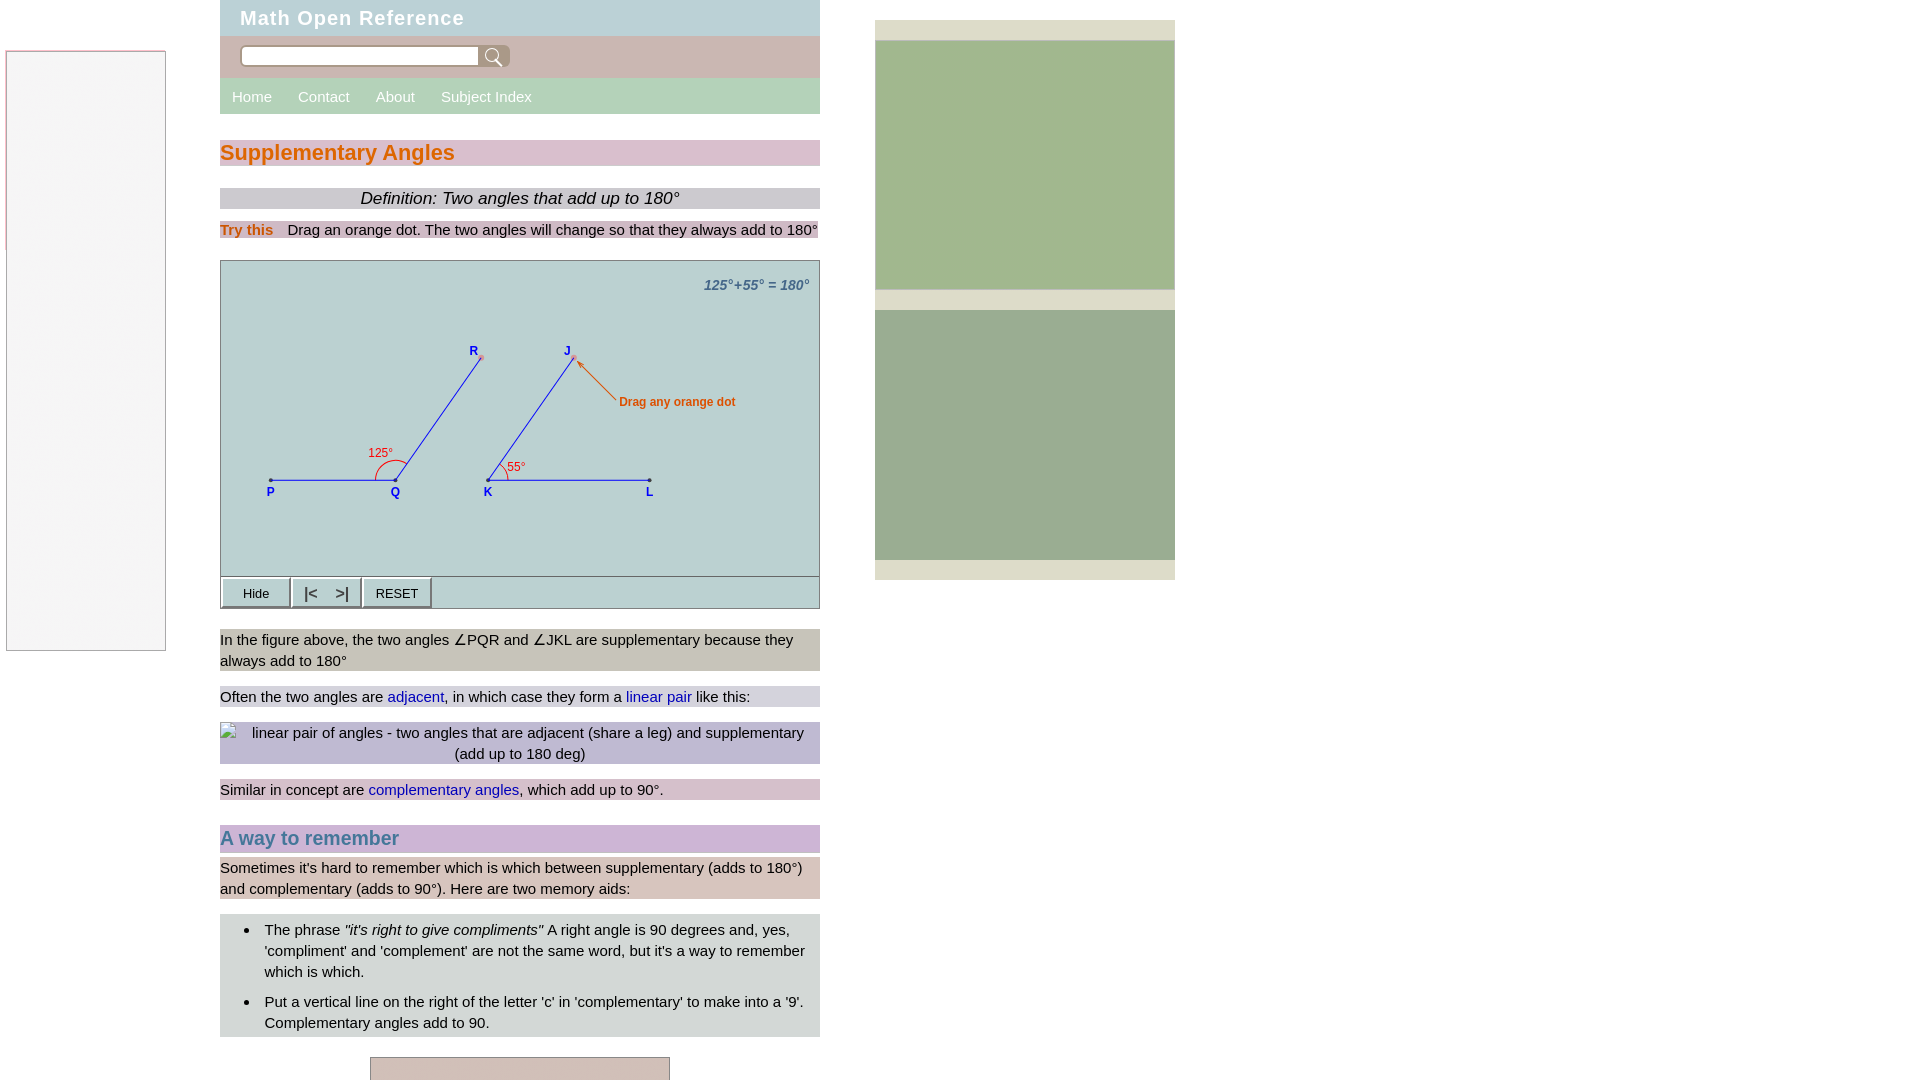 Math Open Reference
Home Contact About Subject Index
Supplementary Angles
Definition: Two angles that add up to 180°
Try this Drag an orange dot. The two angles will change so that they always add to 180°
125°+55° = 180°
R J
Drag any orange dot
125°
55°
P Q K L
Hide |< >| RESET
In the figure above, the two angles ∠PQR and ∠JKL are supplementary because they
always add to 180°
Often the two angles are adjacent, in which case they form a linear pair like this:
linear pair of angles - two angles that are adjacent (share a leg) and supplementary
(add up to 180 deg)
Similar in concept are complementary angles, which add up to 90°.
A way to remember
Sometimes it's hard to remember which is which between supplementary (adds to 180°)
and complementary (adds to 90°). Here are two memory aids:
• The phrase "it's right to give compliments" A right angle is 90 degrees and, yes,
'compliment' and 'complement' are not the same word, but it's a way to remember
which is which.
• Put a vertical line on the right of the letter 'c' in 'complementary' to make into a '9'.
Complementary angles add to 90.